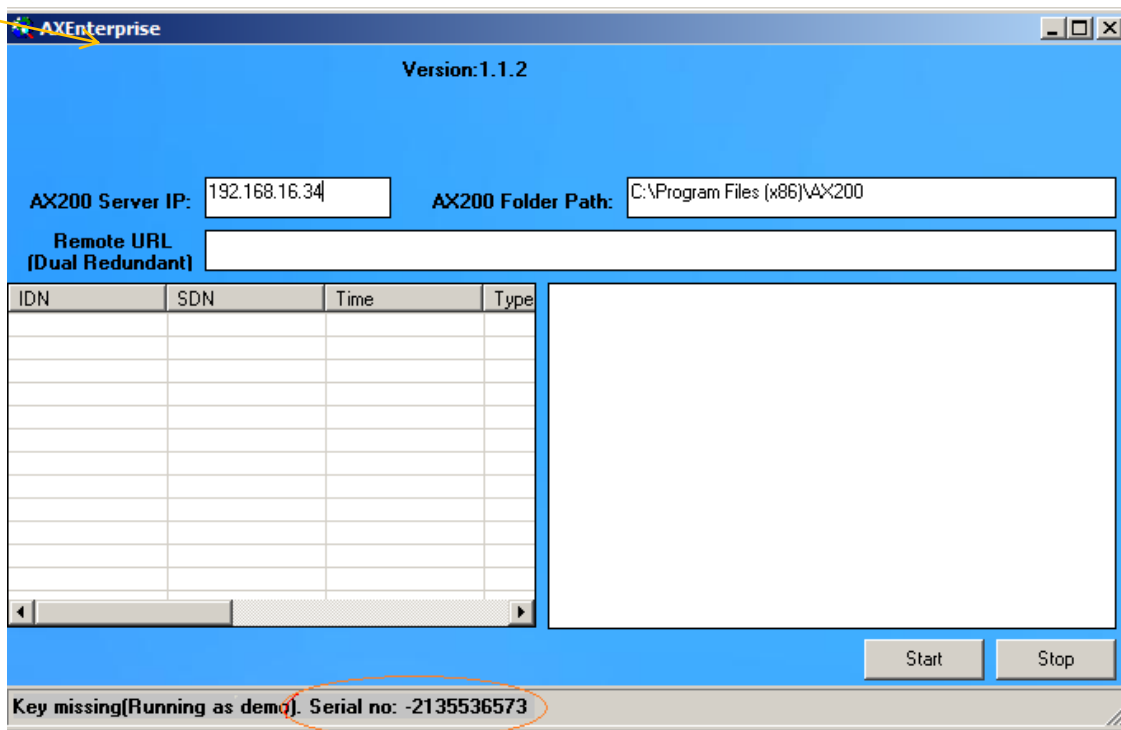 AXEnterprise
Version:1.1.2
AX200 Server IP: 192.168.16.34 AX200 Folder Path: C:\Program Files (x86)\AX200
Remote URL
(Dual Redundant)
IDN SDN Time Type
Start Stop
Key missing(Running as demo). Serial no: -2135536573